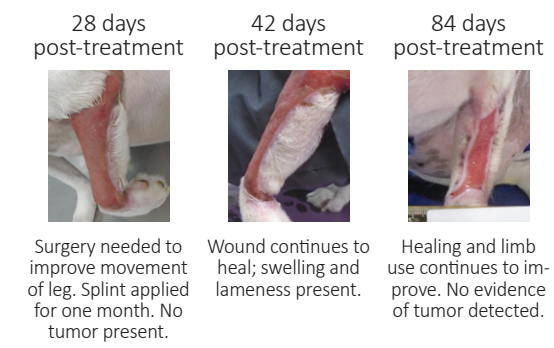 28 days
post-treatment
42 days
post-treatment
84 days
post-treatment
Surgery needed to
improve movement
of leg. Splint applied
for one month. No
tumor present.
Wound continues to
heal; swelling and
lameness present.
Healing and limb
use continues to im-
prove. No evidence
of tumor detected.